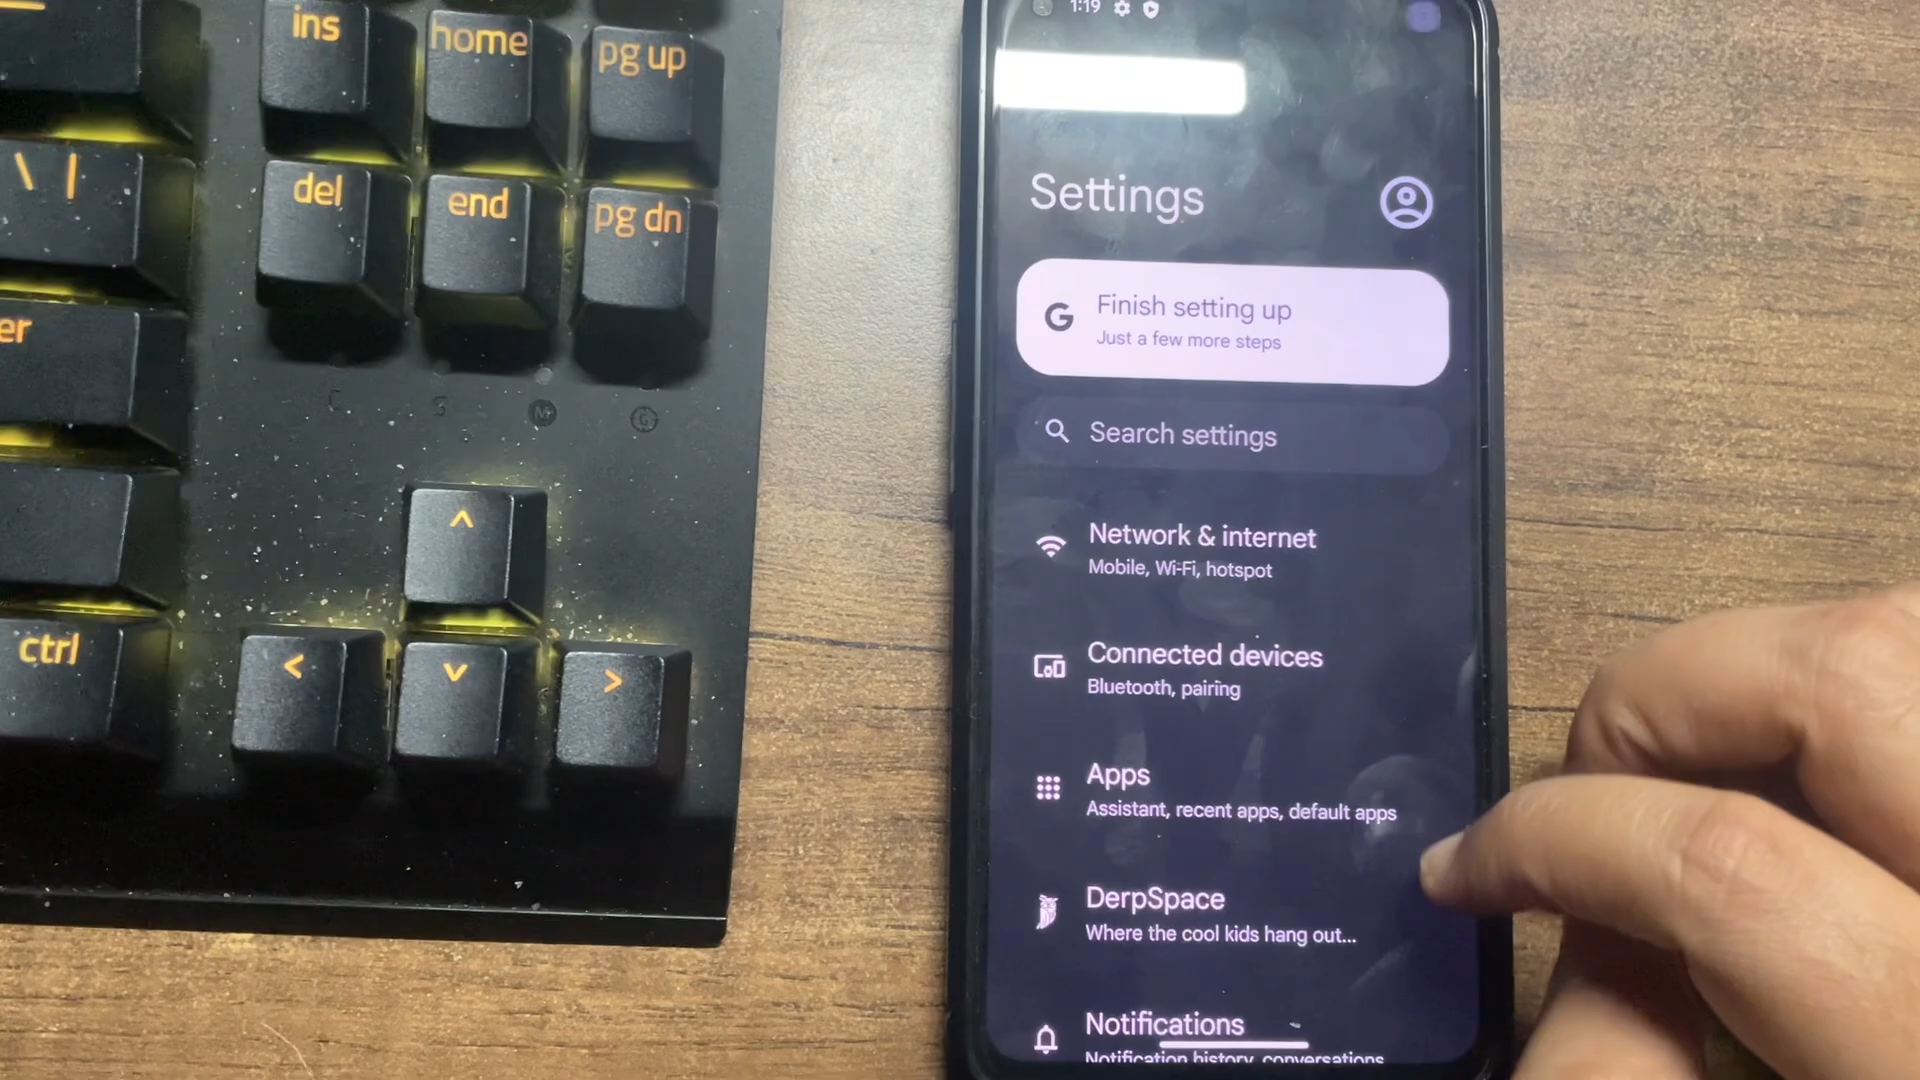 ins
home
pg up
\ |
del
end
pg dn
er
C
S
M
G
^
ctrl
<
v
>
1:19
Settings
G
Finish setting up
Just a few more steps
Search settings
Network & internet
Mobile, Wi-Fi, hotspot
Connected devices
Bluetooth, pairing
Apps
Assistant, recent apps, default apps
DerpSpace
Where the cool kids hang out...
Notifications
Notification history, conversations